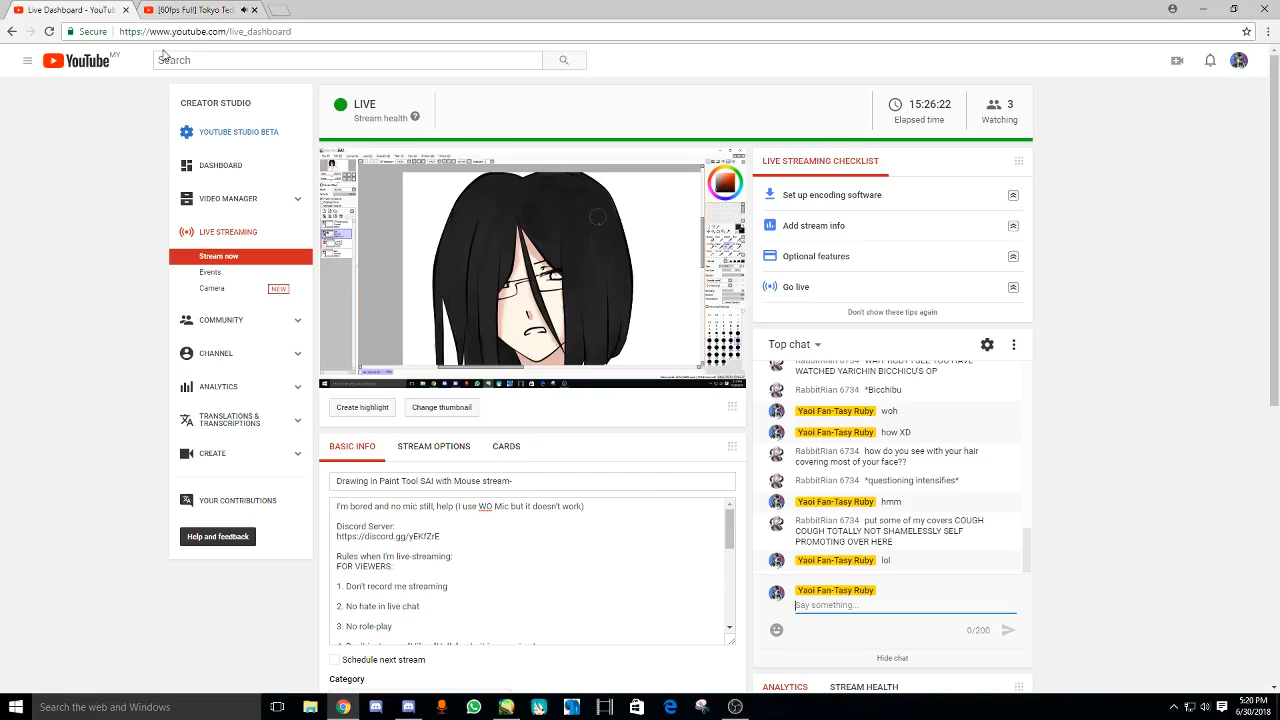 Live Dashboard - YouTub
[60fps Full] Tokyo Ted
Secure https://www.youtube.com/live_dashboard
YouTube MY
Search
CREATOR STUDIO
YOUTUBE STUDIO BETA
DASHBOARD
VIDEO MANAGER
LIVE STREAMING
Stream now
Events
Camera NEW
COMMUNITY
CHANNEL
ANALYTICS
TRANSLATIONS &
TRANSCRIPTIONS
CREATE
YOUR CONTRIBUTIONS
Help and feedback
LIVE
Stream health
15:26:22
Elapsed time
3
Watching
Create highlight
Change thumbnail
BASIC INFO STREAM OPTIONS CARDS
Drawing in Paint Tool SAI with Mouse stream-
I'm bored and no mic still, help (I use WO Mic but it doesn't work)
Discord Server:
https://discord.gg/yEKfZrE
Rules when I'm live-streaming:
FOR VIEWERS:
1. Don't record me streaming
2. No hate in live chat
3. No role-play
Schedule next stream
Category
LIVE STREAMING CHECKLIST
Set up encoding software
Add stream info
Optional features
Go live
Don't show these tips again
Top chat
WATCHED YARICHIN BICCHICU'S OP
RabbitRian 6734 *Bicchibu
Yaoi Fan-Tasy Ruby woh
Yaoi Fan-Tasy Ruby how XD
RabbitRian 6734 how do you see with your hair
covering most of your face??
RabbitRian 6734 *questioning intensifies*
Yaoi Fan-Tasy Ruby hmm
RabbitRian 6734 put some of my covers COUGH
COUGH TOTALLY NOT SHAMELESSLY SELF
PROMOTING OVER HERE
Yaoi Fan-Tasy Ruby lol
Yaoi Fan-Tasy Ruby
Say something...
0/200
Hide chat
ANALYTICS STREAM HEALTH
Search the web and Windows
5:20 PM
6/30/2018